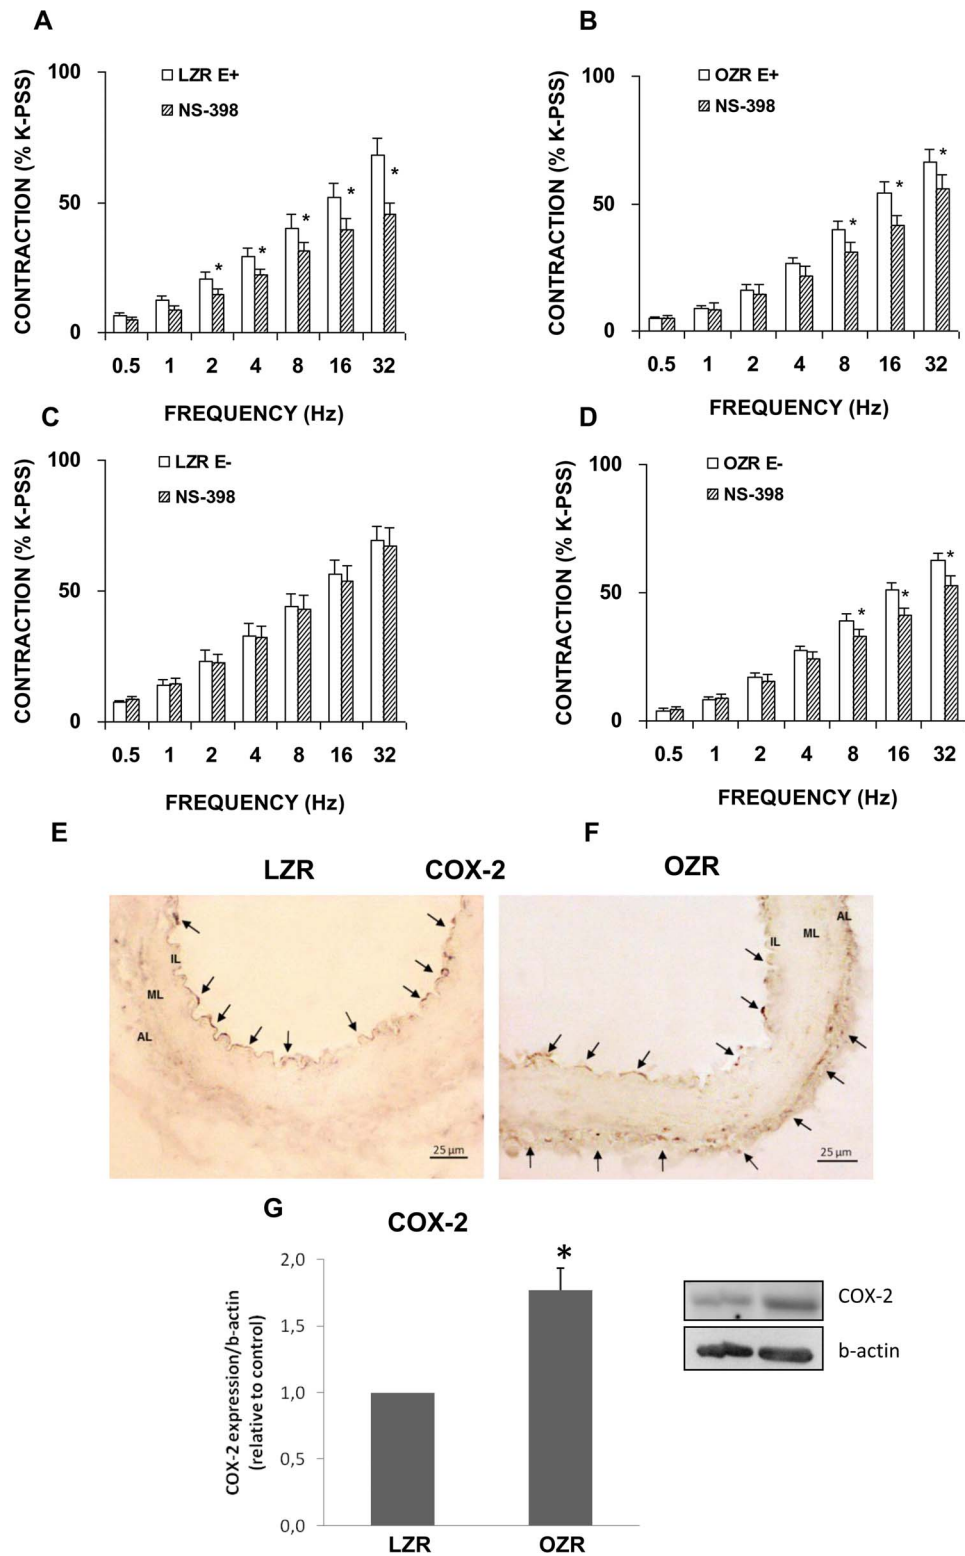 A
CONTRACTION (% K-PSS)
100
50
0
LZR E+
NS-398
* * * * *
0.5 1 2 4 8 16 32
FREQUENCY (Hz)
B
CONTRACTION (% K-PSS)
100
50
0
OZR E+
NS-398
* * *
0.5 1 2 4 8 16 32
FREQUENCY (Hz)
C
CONTRACTION (% K-PSS)
100
50
0
LZR E-
NS-398
0.5 1 2 4 8 16 32
FREQUENCY (Hz)
D
CONTRACTION (% K-PSS)
100
50
0
OZR E-
NS-398
* * *
0.5 1 2 4 8 16 32
FREQUENCY (Hz)
E
LZR
COX-2
F
OZR
IL
ML
AL
25 µm
IL
ML
AL
25 µm
G
COX-2
COX-2 expression/b-actin
(relative to control)
2,0
1,5
1,0
0,5
0,0
*
LZR
OZR
COX-2
b-actin